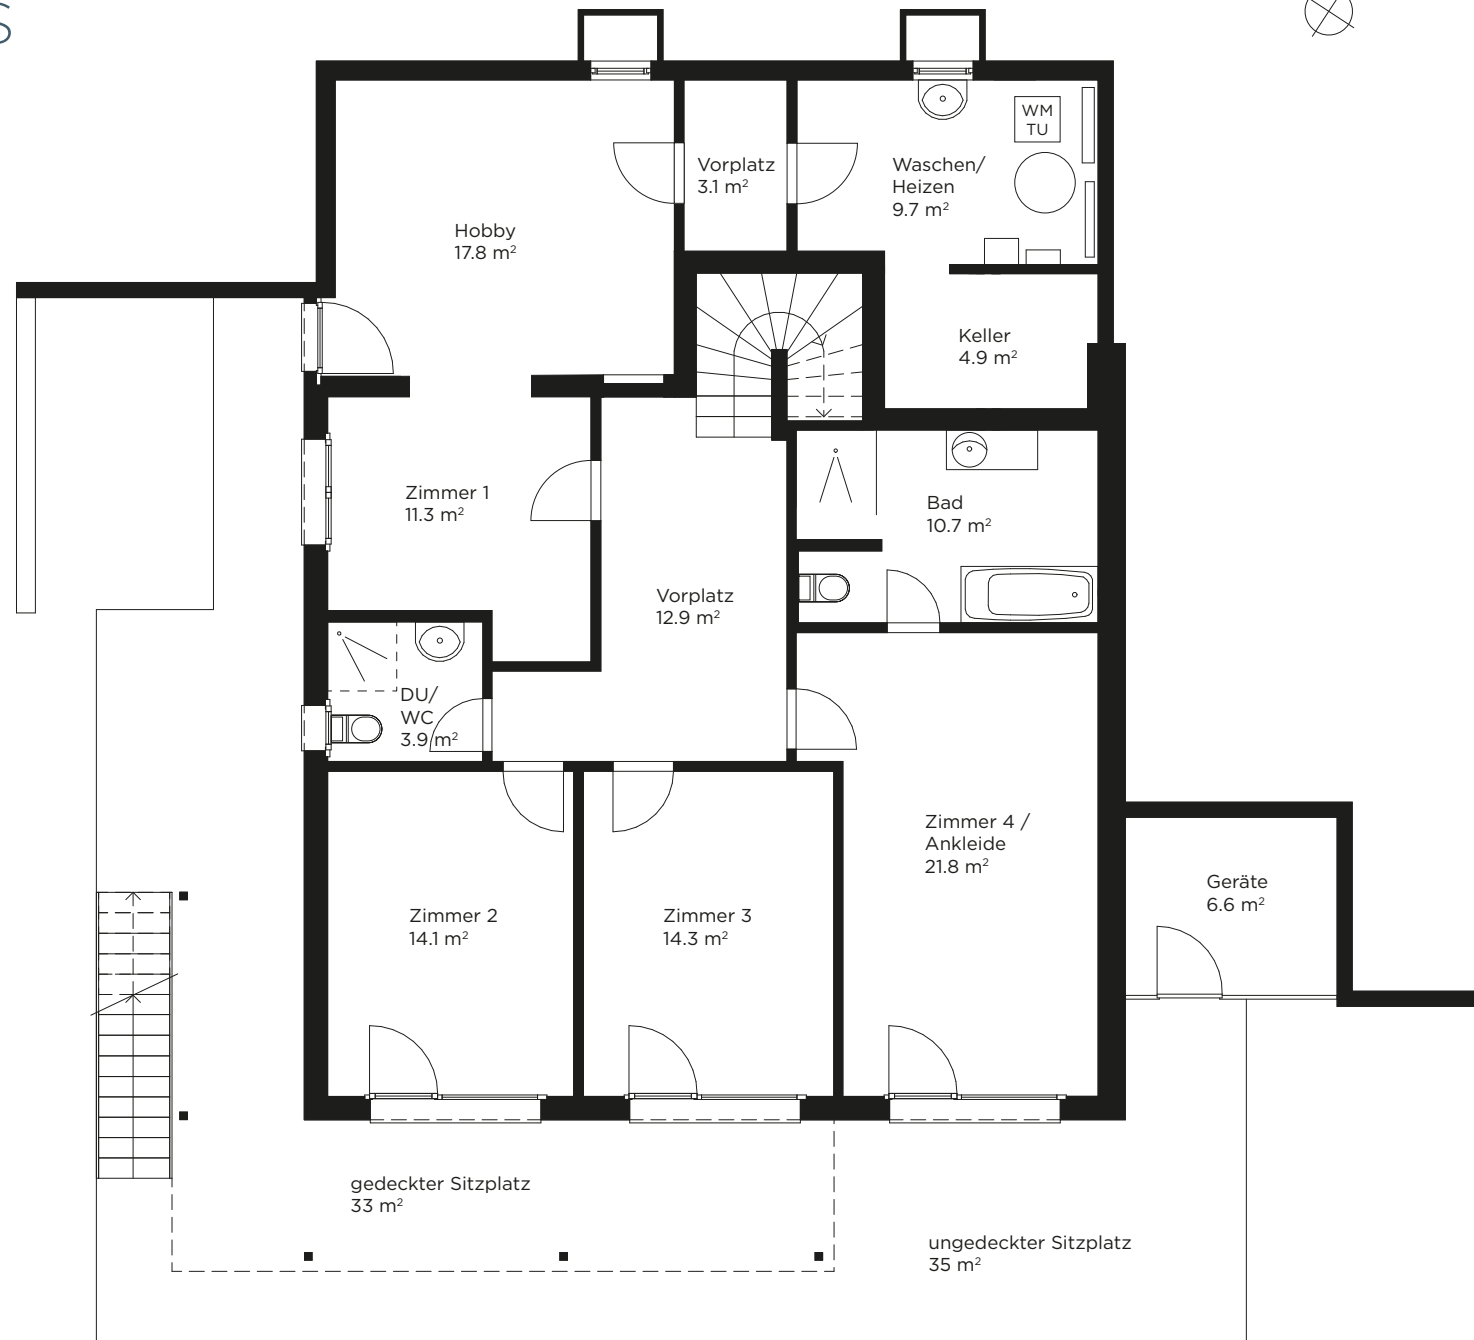 S
WM
TU
Vorplatz
3.1 m²
Waschen/
Heizen
9.7 m²
Hobby
17.8 m²
Keller
4.9 m²
Zimmer 1
11.3 m²
Bad
10.7 m²
Vorplatz
12.9 m²
DU/
WC
3.9 m²
Zimmer 4 /
Ankleide
21.8 m²
Geräte
6.6 m²
Zimmer 2
14.1 m²
Zimmer 3
14.3 m²
gedeckter Sitzplatz
33 m²
ungedeckter Sitzplatz
35 m²